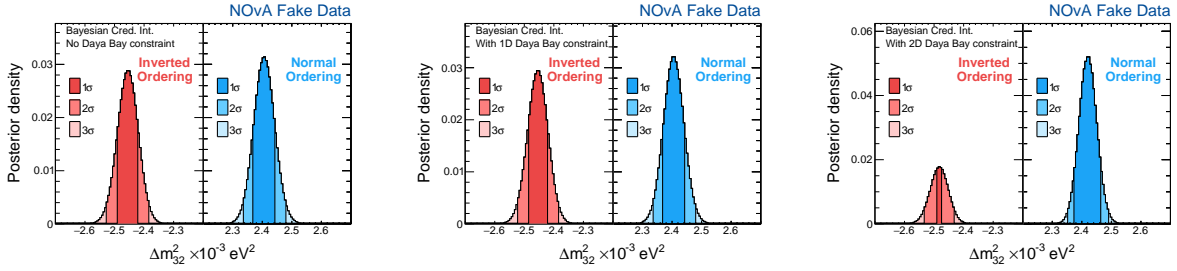 NOvA Fake Data
Bayesian Cred. Int.
No Daya Bay constraint
Inverted Ordering
Normal Ordering
1σ
2σ
3σ
1σ
2σ
3σ
Posterior density
0.03
0.02
0.01
0
−2.6 −2.5 −2.4 −2.3 2.3 2.4 2.5 2.6
Δm²₃₂ ×10⁻³ eV²
NOvA Fake Data
Bayesian Cred. Int.
With 1D Daya Bay constraint
Inverted Ordering
Normal Ordering
1σ
2σ
3σ
1σ
2σ
3σ
Posterior density
0.03
0.02
0.01
0
−2.6 −2.5 −2.4 −2.3 2.3 2.4 2.5 2.6
Δm²₃₂ ×10⁻³ eV²
NOvA Fake Data
Bayesian Cred. Int.
With 2D Daya Bay constraint
Inverted Ordering
Normal Ordering
1σ
2σ
3σ
1σ
2σ
3σ
Posterior density
0.06
0.04
0.02
0
−2.6 −2.5 −2.4 −2.3 2.3 2.4 2.5 2.6
Δm²₃₂ ×10⁻³ eV²